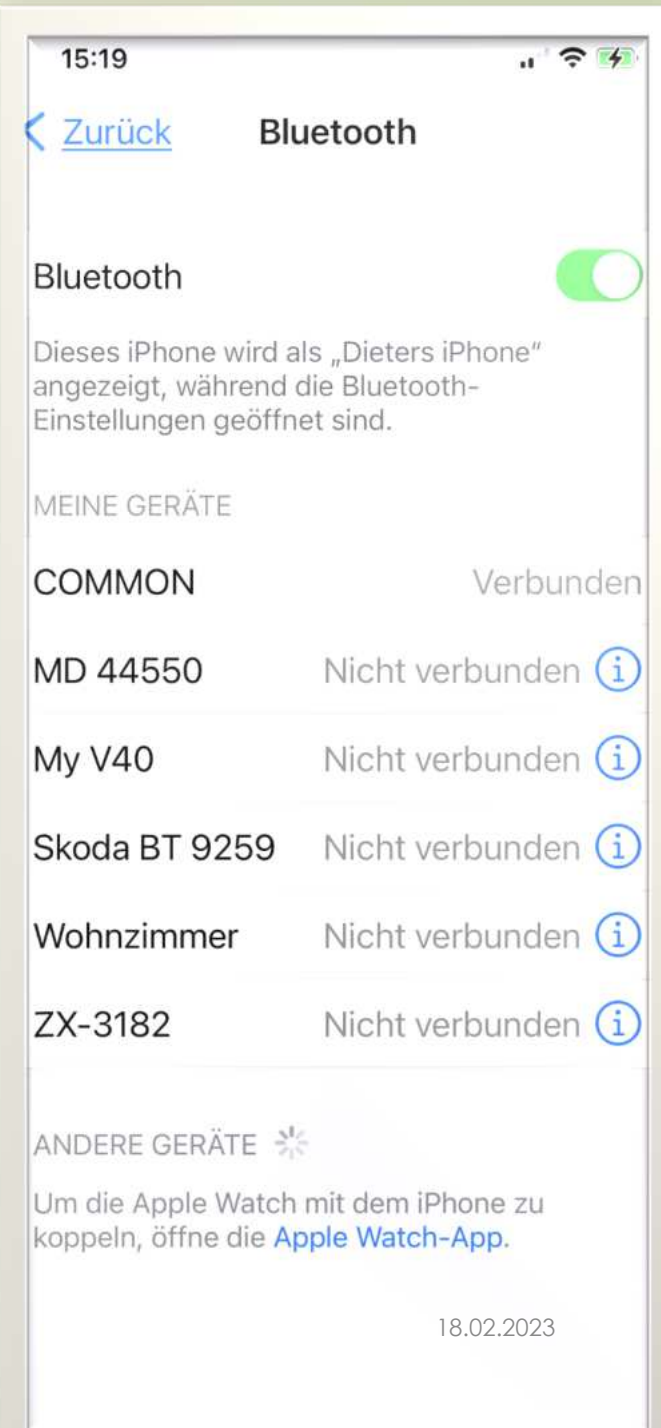 15:19
Zurück Bluetooth
Bluetooth
Dieses iPhone wird als „Dieters iPhone“
angezeigt, während die Bluetooth-
Einstellungen geöffnet sind.
MEINE GERÄTE
COMMON Verbunden
MD 44550 Nicht verbunden i
My V40 Nicht verbunden i
Skoda BT 9259 Nicht verbunden i
Wohnzimmer Nicht verbunden i
ZX-3182 Nicht verbunden i
ANDERE GERÄTE
Um die Apple Watch mit dem iPhone zu
koppeln, öffne die Apple Watch-App.
18.02.2023